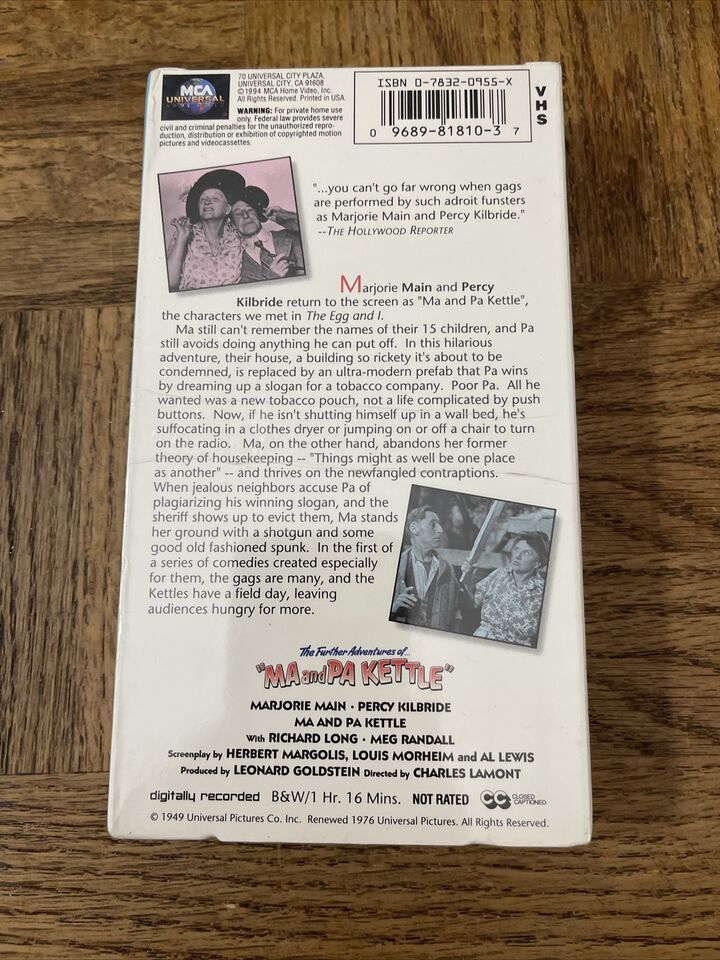 MCA
UNIVERSAL
70 UNIVERSAL CITY PLAZA,
UNIVERSAL CITY, CA 91608
©1994 MCA Home Video, Inc.
All Rights Reserved. Printed in USA.
WARNING: For private home use
only. Federal law provides severe
civil and criminal penalties for the unauthorized repro-
duction, distribution or exhibition of copyrighted motion
pictures and videocassettes.
ISBN 0-7832-0955-X
0 9689-81810-3 7
VHS
"...you can't go far wrong when gags
are performed by such adroit funsters
as Marjorie Main and Percy Kilbride."
--THE HOLLYWOOD REPORTER
Marjorie Main and Percy
Kilbride return to the screen as "Ma and Pa Kettle",
the characters we met in The Egg and I.
Ma still can't remember the names of their 15 children, and Pa
still avoids doing anything he can put off. In this hilarious
adventure, their house, a building so rickety it's about to be
condemned, is replaced by an ultra-modern prefab that Pa wins
by dreaming up a slogan for a tobacco company. Poor Pa. All he
wanted was a new tobacco pouch, not a life complicated by push
buttons. Now, if he isn't shutting himself up in a wall bed, he's
suffocating in a clothes dryer or jumping on or off a chair to turn
on the radio. Ma, on the other hand, abandons her former
theory of housekeeping -- "Things might as well be one place
as another" -- and thrives on the newfangled contraptions.
When jealous neighbors accuse Pa of
plagiarizing his winning slogan, and the
sheriff shows up to evict them, Ma stands
her ground with a shotgun and some
good old fashioned spunk. In the first of
a series of comedies created especially
for them, the gags are many, and the
Kettles have a field day, leaving
audiences hungry for more.
The Further Adventures of...
"MA and PA KETTLE"
MARJORIE MAIN · PERCY KILBRIDE
MA AND PA KETTLE
With RICHARD LONG · MEG RANDALL
Screenplay by HERBERT MARGOLIS, LOUIS MORHEIM and AL LEWIS
Produced by LEONARD GOLDSTEIN Directed by CHARLES LAMONT
digitally recorded B&W/1 Hr. 16 Mins. NOT RATED CC CLOSED CAPTIONED
© 1949 Universal Pictures Co. Inc. Renewed 1976 Universal Pictures. All Rights Reserved.